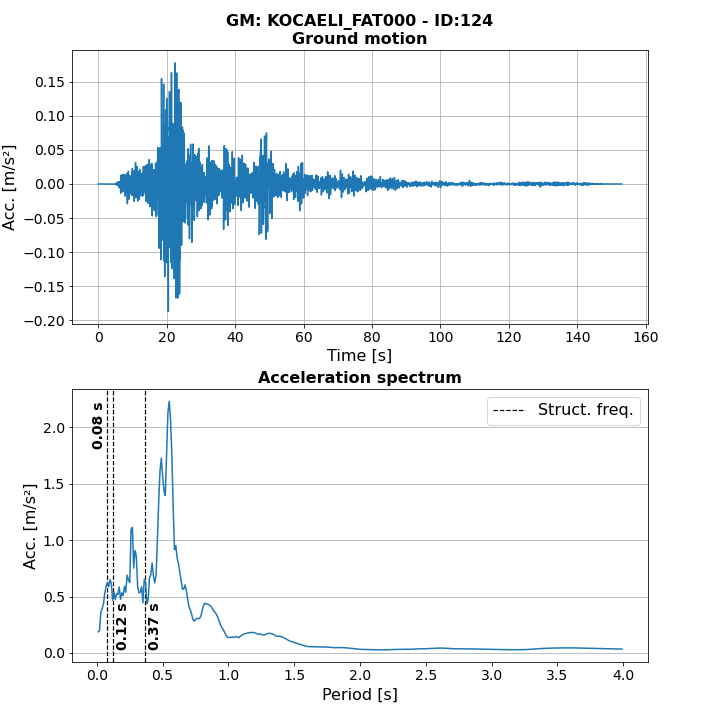 GM: KOCAELI_FAT000 - ID:124
Ground motion
0.15
0.10
0.05
0.00
−0.05
−0.10
−0.15
−0.20
Acc. [m/s²]
0 20 40 60 80 100 120 140 160
Time [s]
Acceleration spectrum
2.0
1.5
1.0
0.5
0.0
Acc. [m/s²]
0.08 s
0.12 s
0.37 s
Struct. freq.
0.0 0.5 1.0 1.5 2.0 2.5 3.0 3.5 4.0
Period [s]